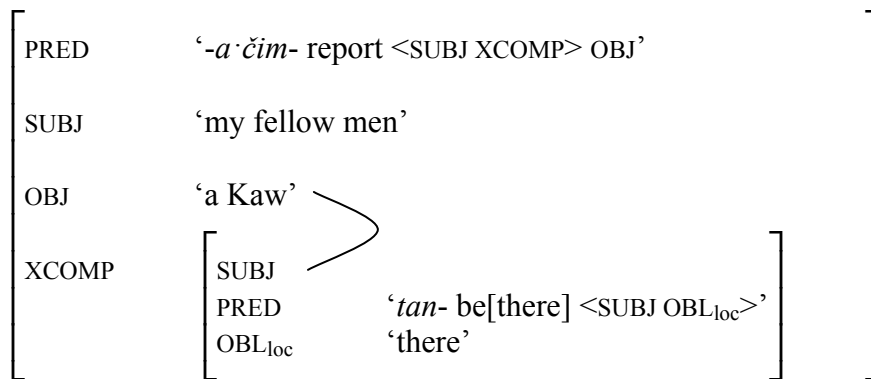 PRED ‘-a·čim- report <SUBJ XCOMP> OBJ’
SUBJ ‘my fellow men’
OBJ ‘a Kaw’
XCOMP SUBJ
PRED ‘tan- be[there] <SUBJ OBLloc>’
OBLloc ‘there’